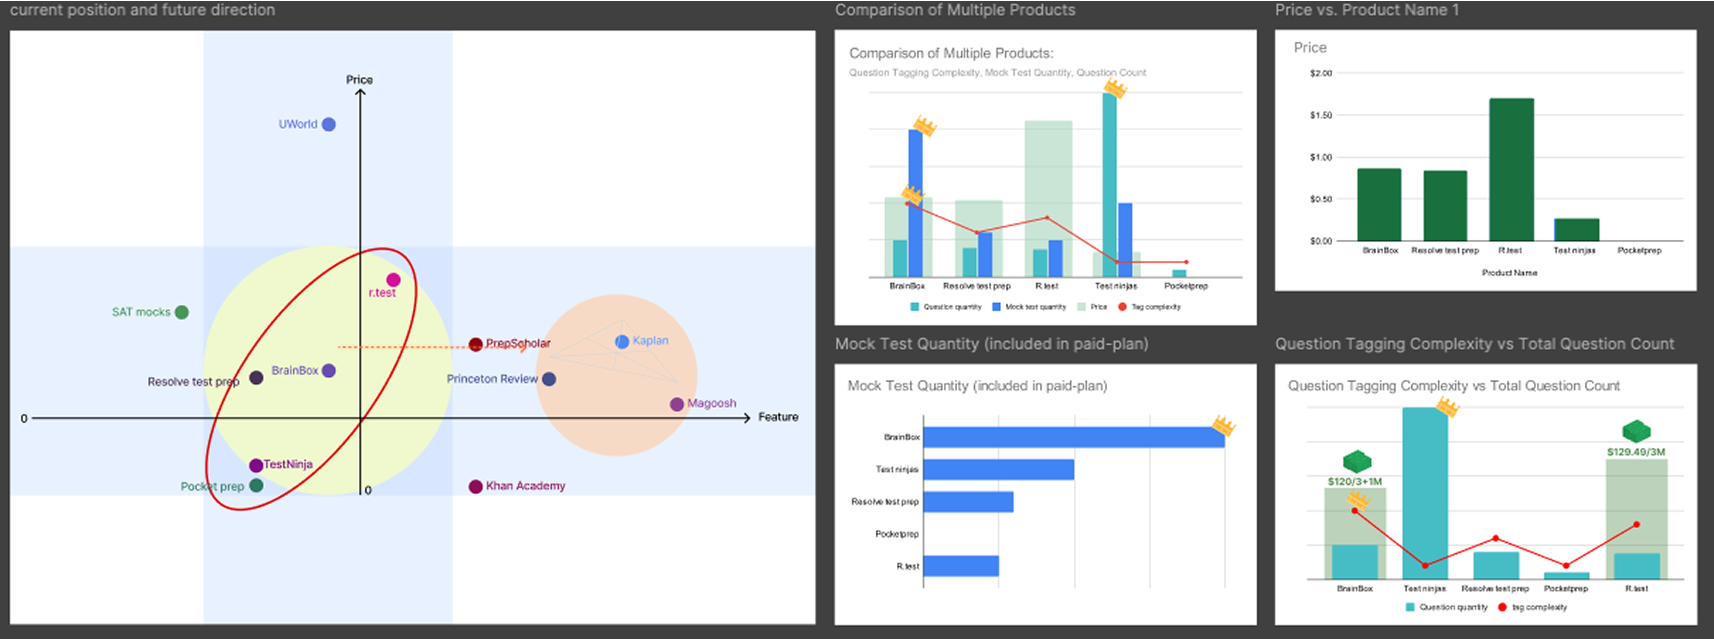 current position and future direction
Price
UWorld
r.test
SAT mocks
PrepScholar
Kaplan
BrainBox
Resolve test prep
Princeton Review
Magoosh
0
Feature
TestNinja
Pocket prep
0
Khan Academy
Comparison of Multiple Products
Comparison of Multiple Products:
Question Tagging Complexity, Mock Test Quantity, Question Count
BrainBox
Resolve test prep
R.test
Test ninjas
Pocketprep
Question quantity
Mock test quantity
Price
Tag complexity
Price vs. Product Name 1
Price
$2.00
$1.50
$1.00
$0.50
$0.00
BrainBox
Resolve test prep
R.test
Test ninjas
Pocketprep
Product Name
Mock Test Quantity (included in paid-plan)
Mock Test Quantity (included in paid-plan)
BrainBox
Test ninjas
Resolve test prep
Pocketprep
R.test
Question Tagging Complexity vs Total Question Count
Question Tagging Complexity vs Total Question Count
$120/3+1M
$129.49/3M
BrainBox
Test ninjas
Resolve test prep
Pocketprep
R.test
Question quantity
tag complexity